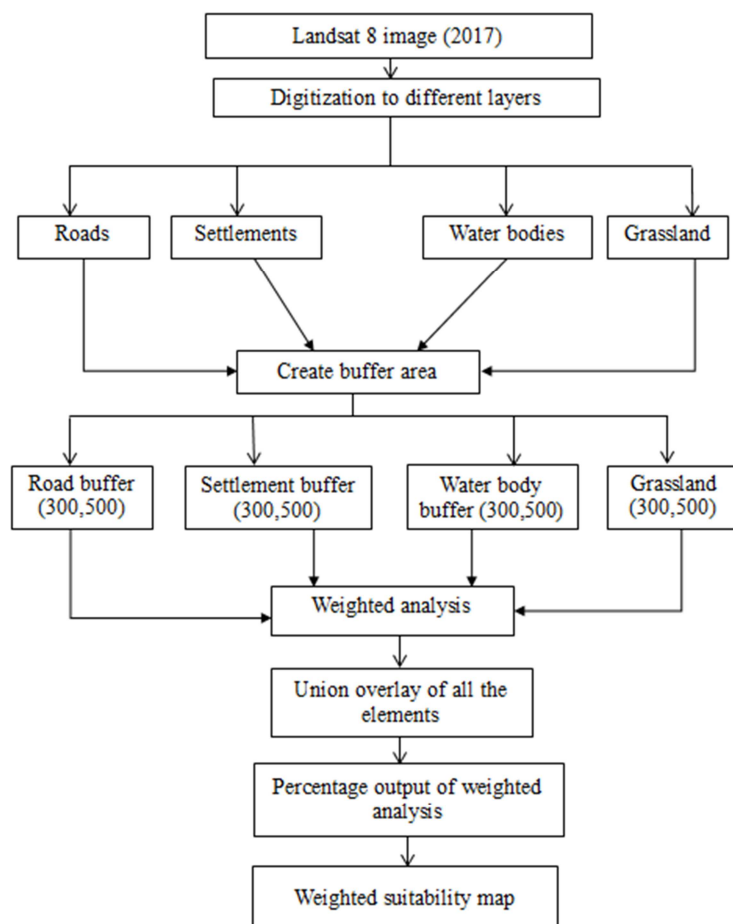 Landsat 8 image (2017)
Digitization to different layers
Roads
Settlements
Water bodies
Grassland
Create buffer area
Road buffer
(300,500)
Settlement buffer
(300,500)
Water body
buffer (300,500)
Grassland
(300,500)
Weighted analysis
Union overlay of all the
elements
Percentage output of weighted
analysis
Weighted suitability map